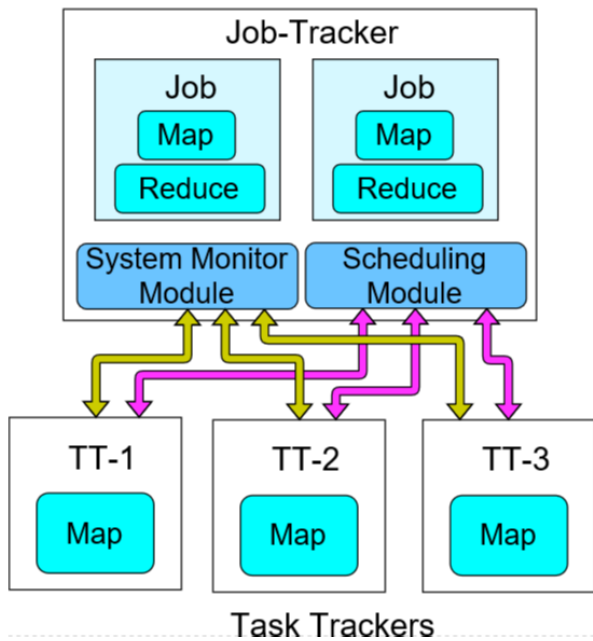 Job-Tracker
Job
Map
Reduce
Job
Map
Reduce
System Monitor
Module
Scheduling
Module
TT-1
Map
TT-2
Map
TT-3
Map
Task Trackers